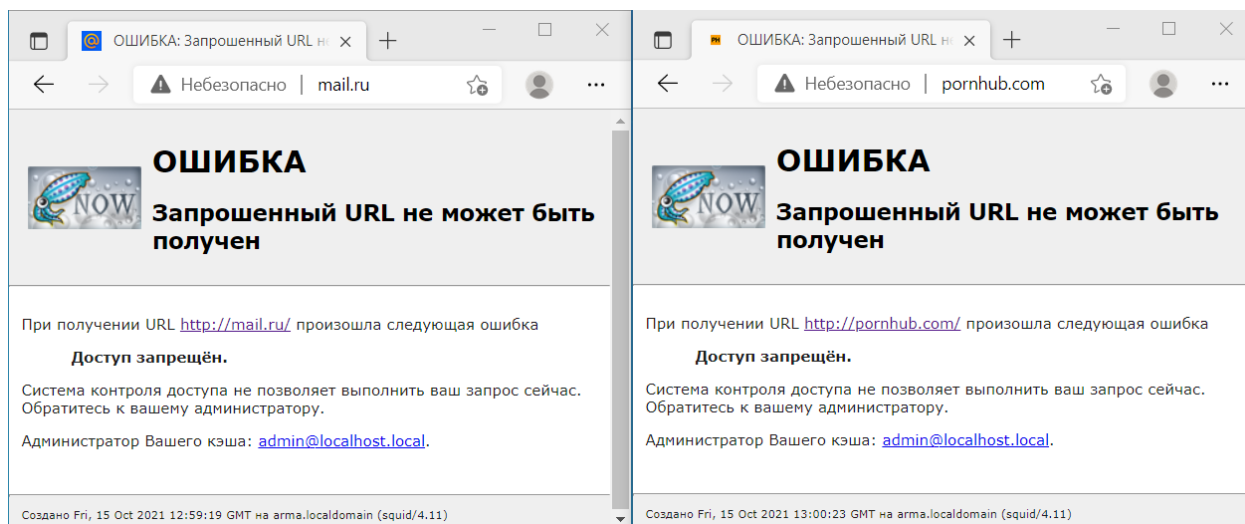 ОШИБКА: Запрошенный URL н
Небезопасно | mail.ru
NOW
ОШИБКА
Запрошенный URL не может быть
получен
При получении URL http://mail.ru/ произошла следующая ошибка
Доступ запрещён.
Система контроля доступа не позволяет выполнить ваш запрос сейчас.
Обратитесь к вашему администратору.
Администратор Вашего кэша: admin@localhost.local.
Создано Fri, 15 Oct 2021 12:59:19 GMT на arma.localdomain (squid/4.11)
PH ОШИБКА: Запрошенный URL н
Небезопасно | pornhub.com
NOW
ОШИБКА
Запрошенный URL не может быть
получен
При получении URL http://pornhub.com/ произошла следующая ошибка
Доступ запрещён.
Система контроля доступа не позволяет выполнить ваш запрос сейчас.
Обратитесь к вашему администратору.
Администратор Вашего кэша: admin@localhost.local.
Создано Fri, 15 Oct 2021 13:00:23 GMT на arma.localdomain (squid/4.11)